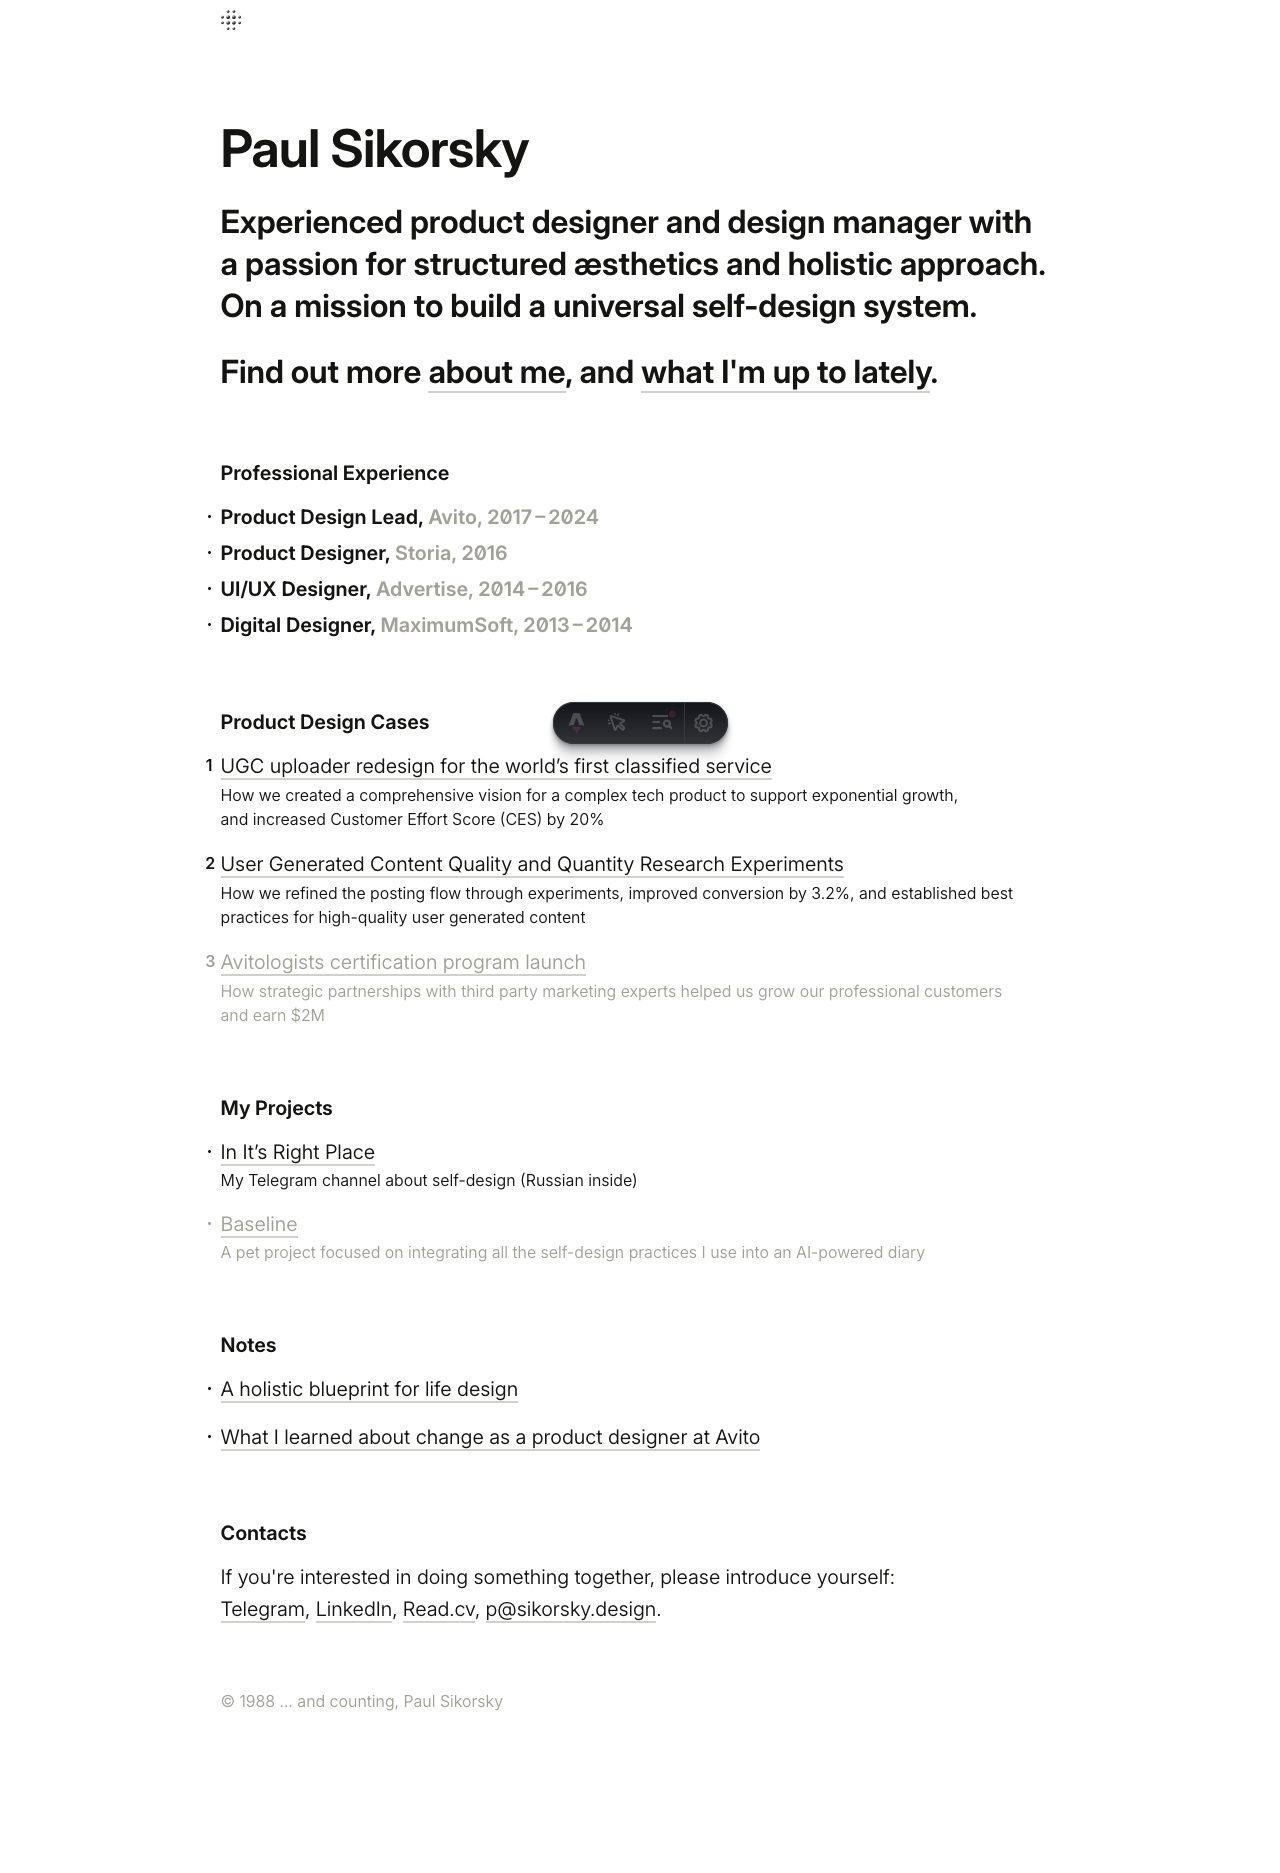 Paul Sikorsky
Experienced product designer and design manager with
a passion for structured æsthetics and holistic approach.
On a mission to build a universal self-design system.
Find out more about me, and what I'm up to lately.
Professional Experience
· Product Design Lead, Avito, 2017 – 2024
· Product Designer, Storia, 2016
· UI/UX Designer, Advertise, 2014 – 2016
· Digital Designer, MaximumSoft, 2013 – 2014
Product Design Cases
1 UGC uploader redesign for the world’s first classified service
How we created a comprehensive vision for a complex tech product to support exponential growth,
and increased Customer Effort Score (CES) by 20%
2 User Generated Content Quality and Quantity Research Experiments
How we refined the posting flow through experiments, improved conversion by 3.2%, and established best
practices for high-quality user generated content
3 Avitologists certification program launch
How strategic partnerships with third party marketing experts helped us grow our professional customers
and earn $2M
My Projects
· In It’s Right Place
My Telegram channel about self-design (Russian inside)
· Baseline
A pet project focused on integrating all the self-design practices I use into an AI-powered diary
Notes
· A holistic blueprint for life design
· What I learned about change as a product designer at Avito
Contacts
If you're interested in doing something together, please introduce yourself:
Telegram, LinkedIn, Read.cv, p@sikorsky.design.
© 1988 ... and counting, Paul Sikorsky